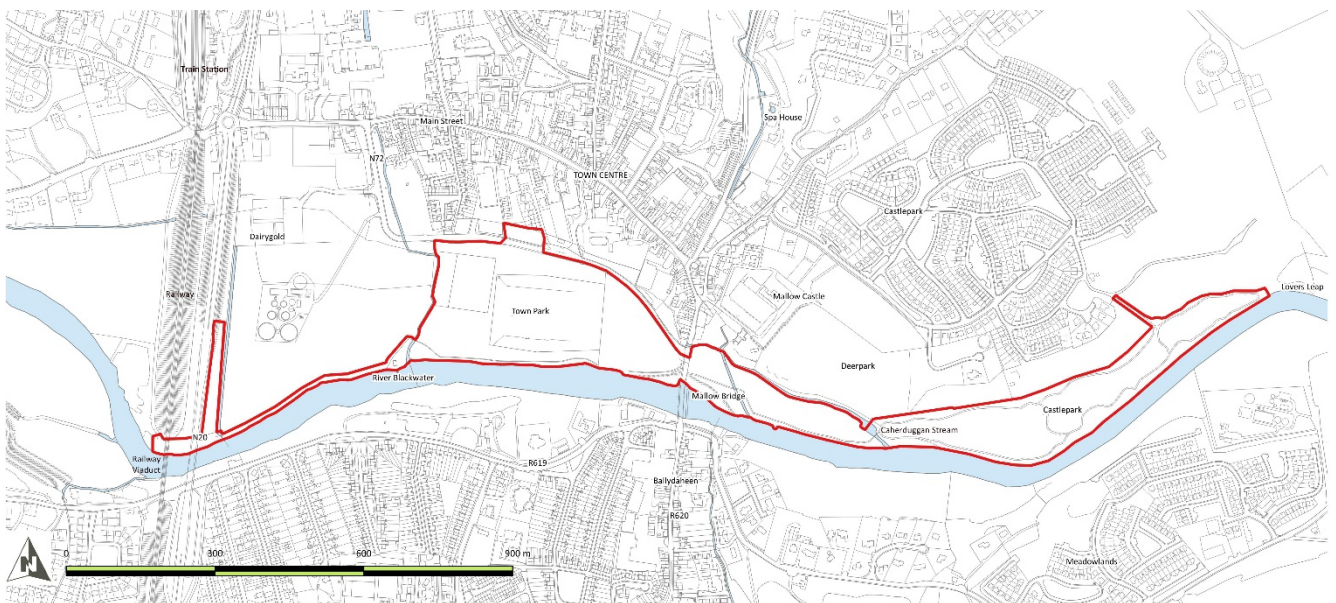 Train Station
Main Street
Spa House
N72
TOWN CENTRE
Castlepark
Dairygold
Railway
Town Park
Mallow Castle
Lovers Leap
River Blackwater
Deerpark
Mallow Bridge
Castlepark
Caherduggan Stream
N20
Railway
Viaduct
R619
Ballydaheen
R620
Meadowlands
N
0
300
600
900 m